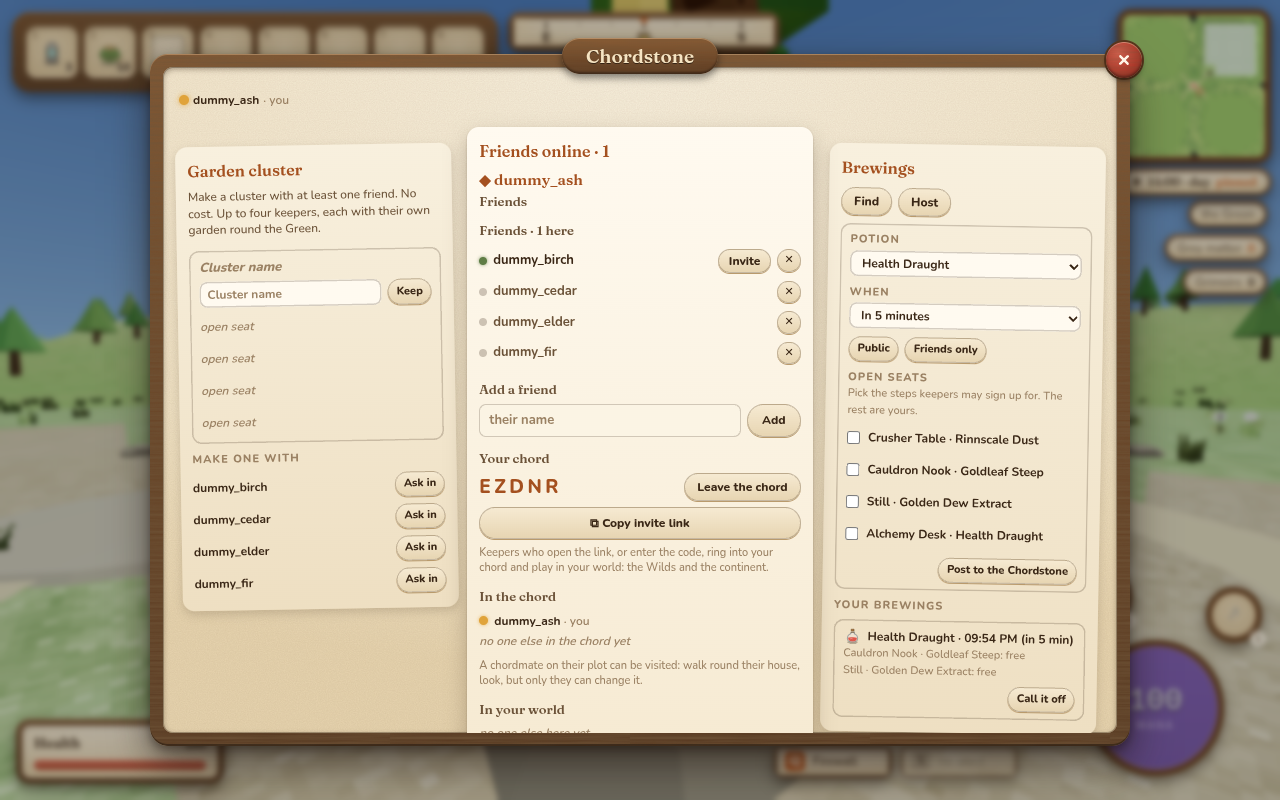 Chordstone
×
dummy_ash · you
Garden cluster
Make a cluster with at least one friend. No
cost. Up to four keepers, each with their own
garden round the Green.
Cluster name
Cluster name
Keep
open seat
open seat
open seat
open seat
MAKE ONE WITH
dummy_birch
Ask in
dummy_cedar
Ask in
dummy_elder
Ask in
dummy_fir
Ask in
Friends online · 1
◆ dummy_ash
Friends
Friends · 1 here
dummy_birch
Invite
×
dummy_cedar
×
dummy_elder
×
dummy_fir
×
Add a friend
their name
Add
Your chord
EZDNR
Leave the chord
⧉ Copy invite link
Keepers who open the link, or enter the code, ring into your
chord and play in your world: the Wilds and the continent.
In the chord
dummy_ash · you
no one else in the chord yet
A chordmate on their plot can be visited: walk round their house,
look, but only they can change it.
In your world
no one else here yet
Brewings
Find
Host
POTION
Health Draught
WHEN
In 5 minutes
Public
Friends only
OPEN SEATS
Pick the steps keepers may sign up for. The
rest are yours.
Crusher Table · Rinnscale Dust
Cauldron Nook · Goldleaf Steep
Still · Golden Dew Extract
Alchemy Desk · Health Draught
Post to the Chordstone
YOUR BREWINGS
Health Draught · 09:54 PM (in 5 min)
Cauldron Nook · Goldleaf Steep: free
Still · Golden Dew Extract: free
Call it off
Health
100